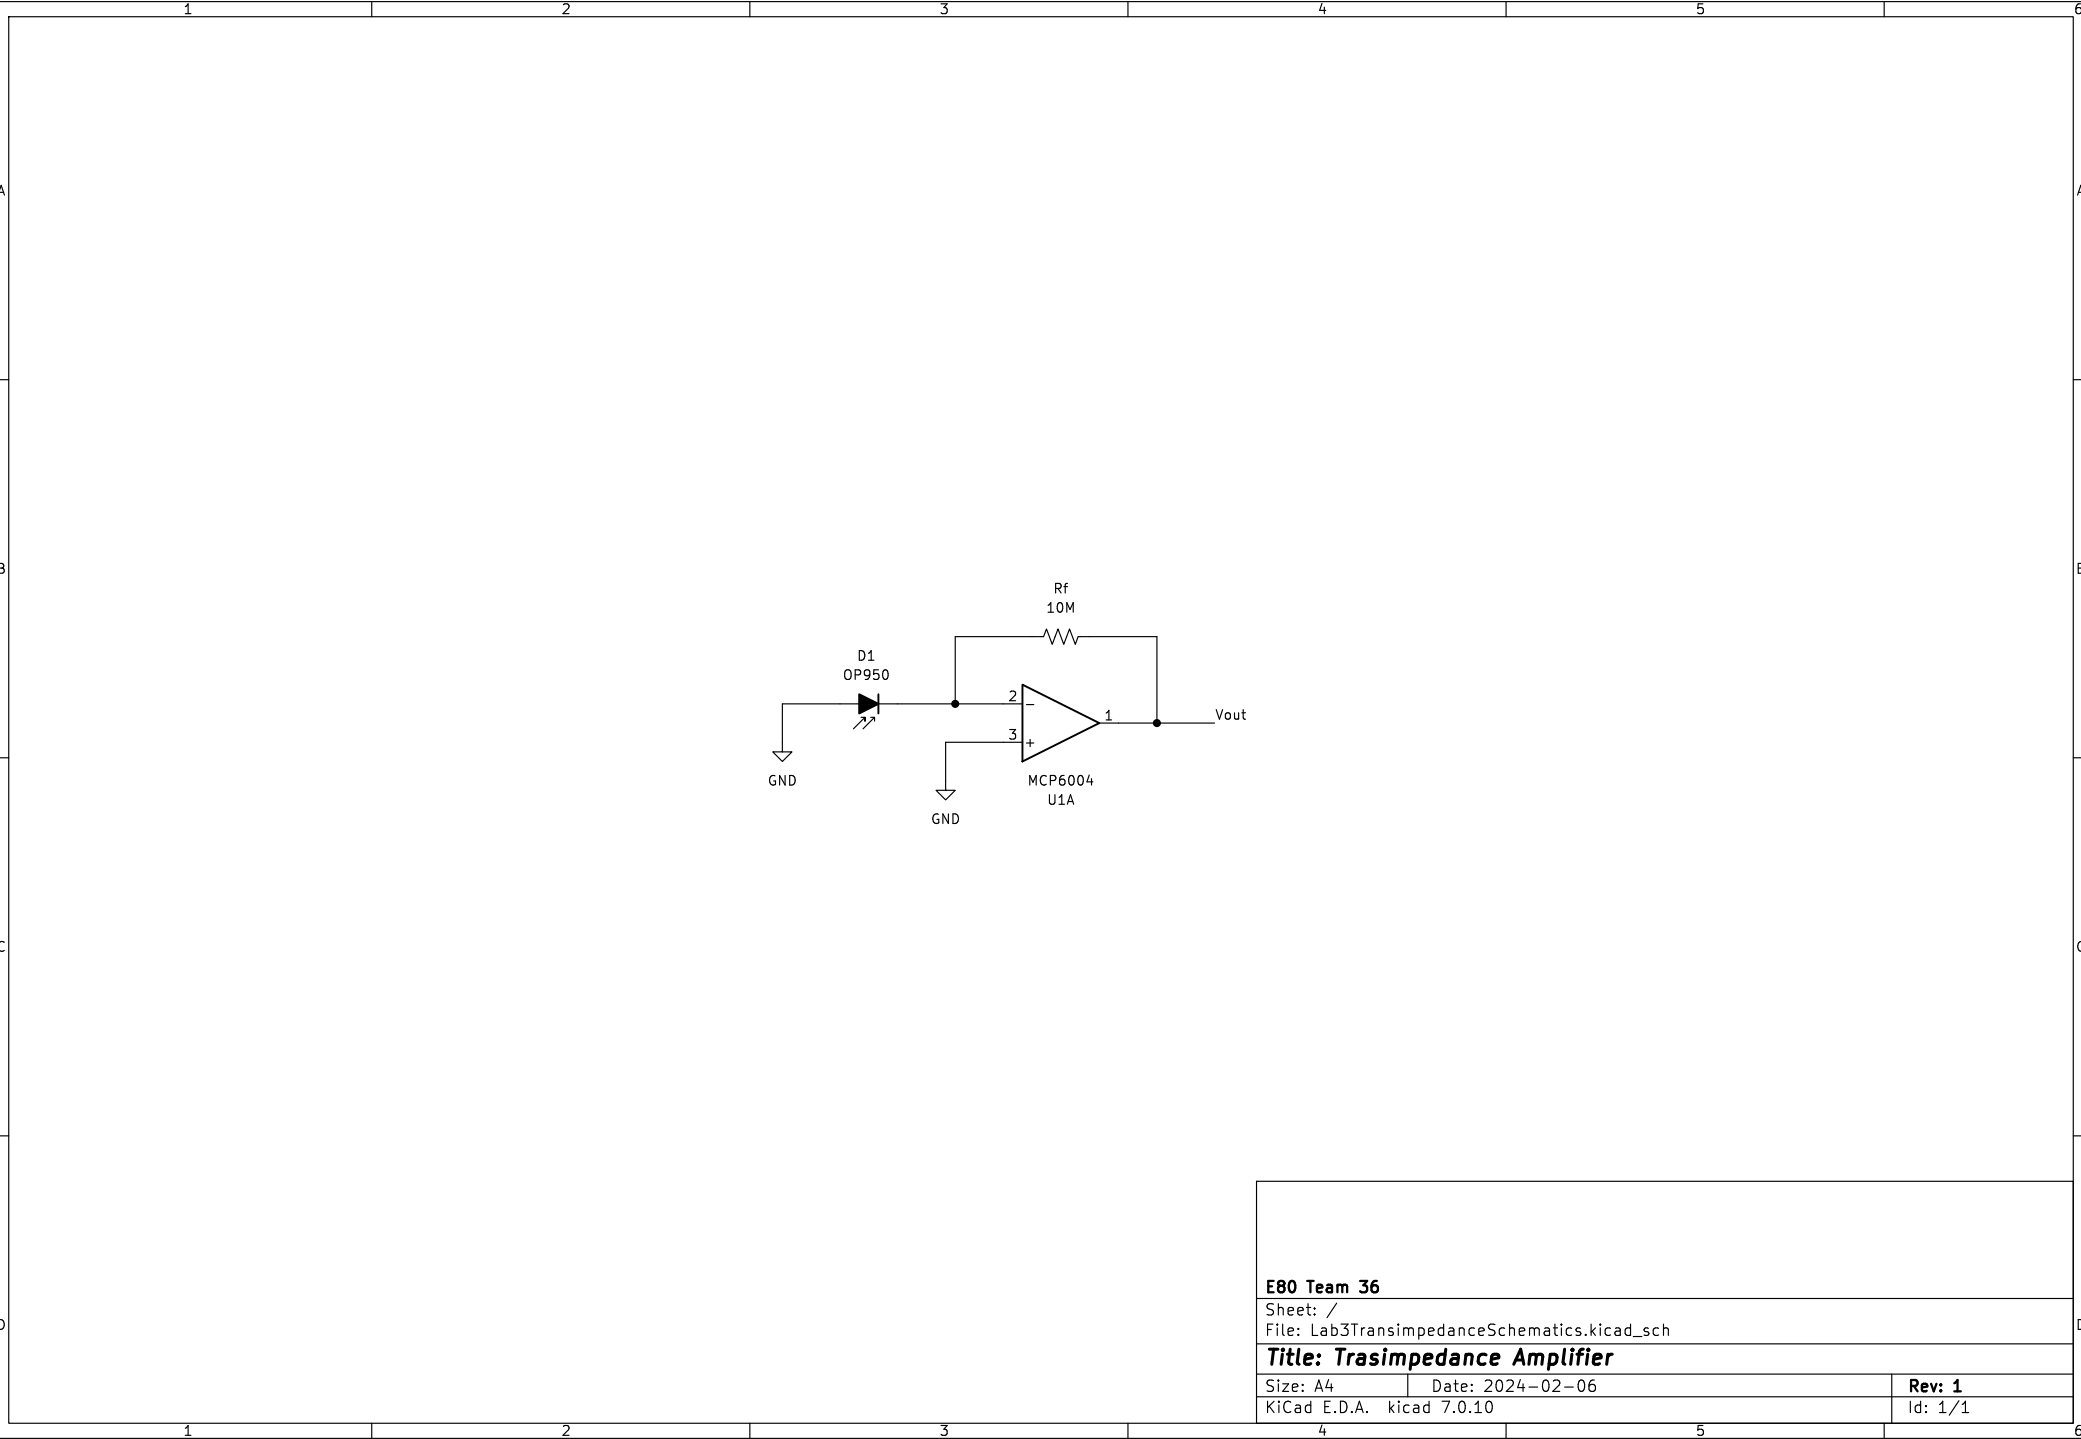 1 2 3 4 5 6
A A
Rf
10M
D1
OP950
2
−
1
Vout
3
+
GND
MCP6004
U1A
GND
B B
C C
E80 Team 36
Sheet: /
File: Lab3TransimpedanceSchematics.kicad_sch
D D
Title: Trasimpedance Amplifier
Size: A4 Date: 2024-02-06 Rev: 1
KiCad E.D.A. kicad 7.0.10 Id: 1/1
1 2 3 4 5 6